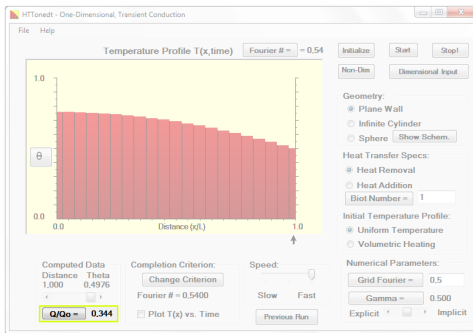 HTTonedt - One-Dimensional, Transient Conduction
File Help
Temperature Profile T(x,time) Fourier # = = 0,54
Initialize Start Stop!
Non-Dim Dimensional Input
1.0
θ
0.0
0.0 Distance (x/L) 1.0
Geometry:
Plane Wall
Infinite Cylinder
Sphere Show Schem.
Heat Transfer Specs:
Heat Removal
Heat Addition
Biot Number = 1
Initial Temperature Profile:
Uniform Temperature
Volumetric Heating
Numerical Parameters:
Grid Fourier = 0,5
Gamma = 0.500
Explicit Implicit
Computed Data
Distance Theta
1,000 0.4976
Q/Qo = 0,344
Completion Criterion:
Change Criterion
Fourier # = 0,5400
Plot T(x) vs. Time
Speed:
Slow Fast
Previous Run